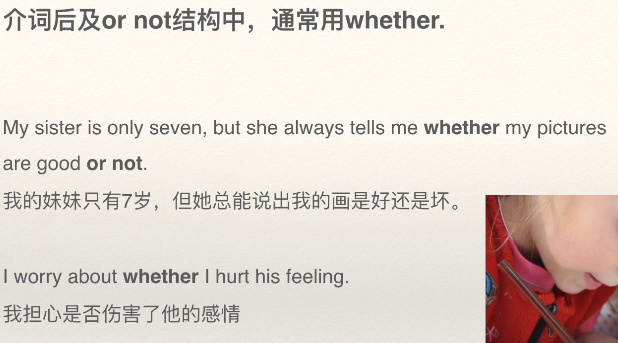 介词后及or not结构中，通常用whether.
My sister is only seven, but she always tells me whether my pictures
are good or not.
我的妹妹只有7岁，但她总能说出我的画是好还是坏。
I worry about whether I hurt his feeling.
我担心是否伤害了他的感情